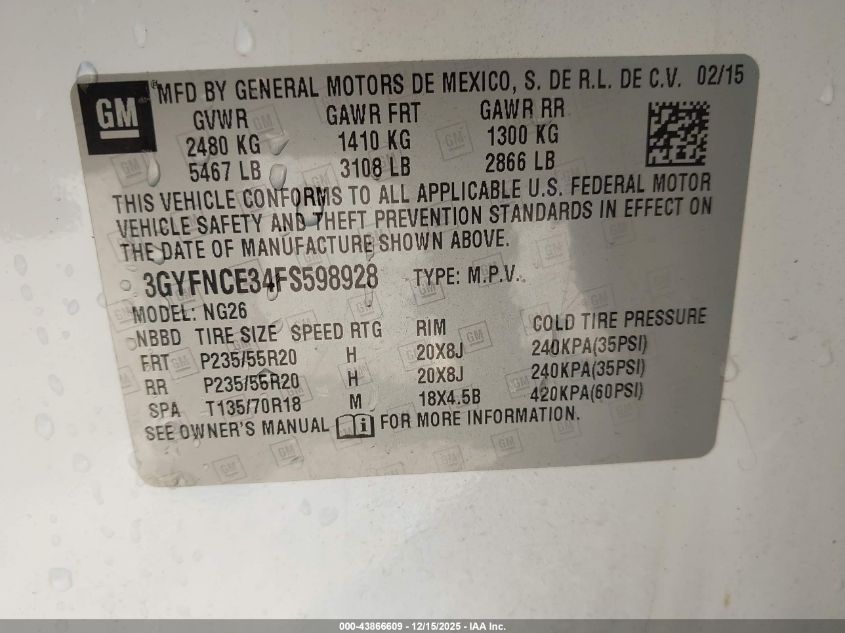 GM
MFD BY GENERAL MOTORS DE MEXICO, S. DE R.L. DE C.V. 02/15
GVWR GAWR FRT GAWR RR
2480 KG 1410 KG 1300 KG
5467 LB 3108 LB 2866 LB
THIS VEHICLE CONFORMS TO ALL APPLICABLE U.S. FEDERAL MOTOR
VEHICLE SAFETY AND THEFT PREVENTION STANDARDS IN EFFECT ON
THE DATE OF MANUFACTURE SHOWN ABOVE.
3GYFNCE34FS598928 TYPE: M.P.V.
MODEL: NG26
NBBD TIRE SIZE SPEED RTG RIM COLD TIRE PRESSURE
FRT P235/55R20 H 20X8J 240KPA(35PSI)
RR P235/55R20 H 20X8J 240KPA(35PSI)
SPA T135/70R18 M 18X4.5B 420KPA(60PSI)
SEE OWNER'S MANUAL i FOR MORE INFORMATION.
000-43866609 - 12/15/2025 - IAA Inc.